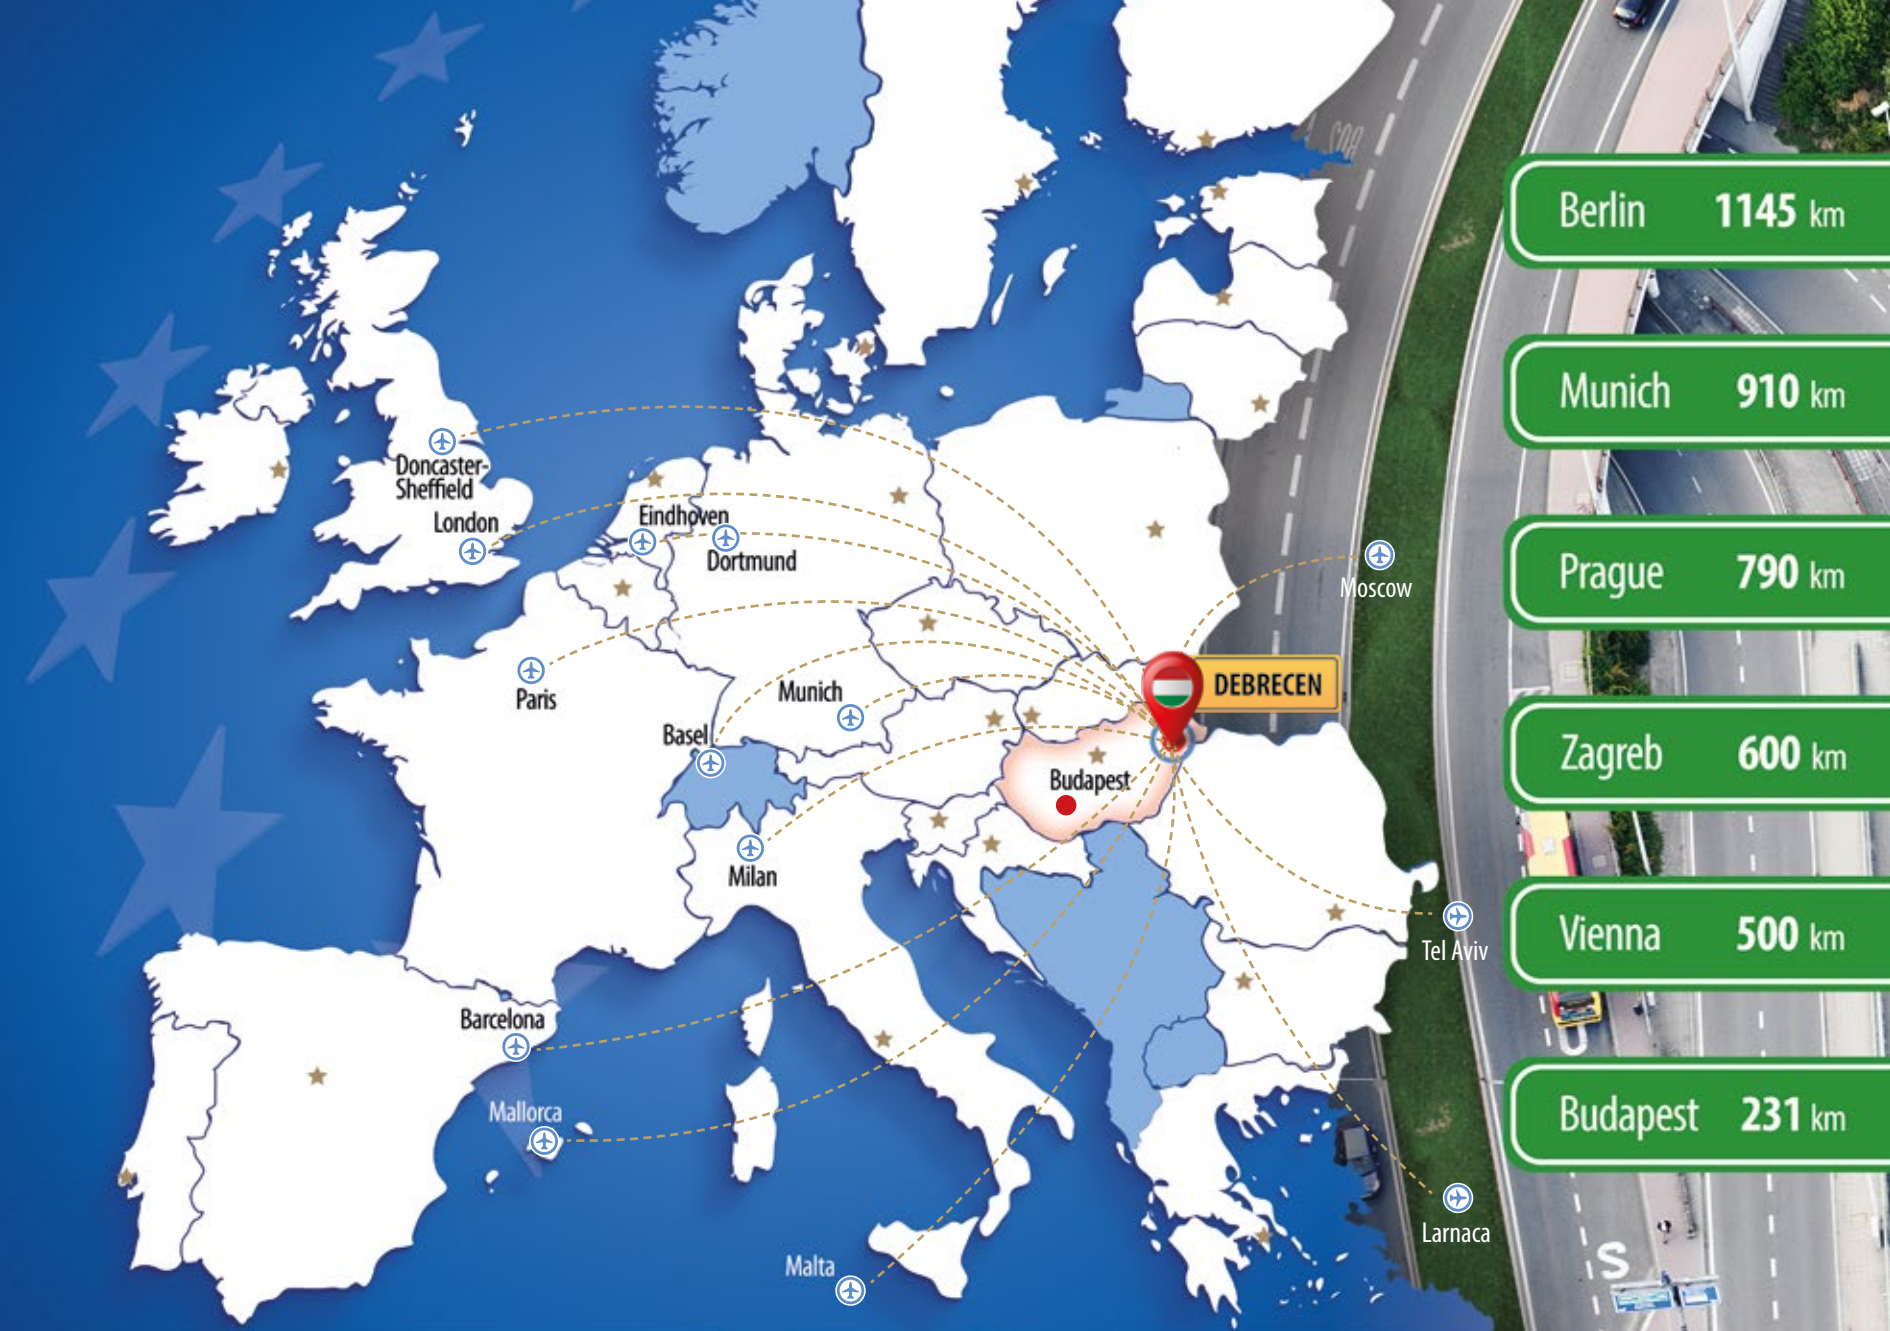 Doncaster-
Sheffield
London
Eindhoven
Dortmund
Moscow
Paris
Munich
Basel
DEBRECEN
Budapest
Milan
Tel Aviv
Barcelona
Mallorca
Malta
Larnaca
Berlin 1145 km
Munich 910 km
Prague 790 km
Zagreb 600 km
Vienna 500 km
Budapest 231 km
BUS
S